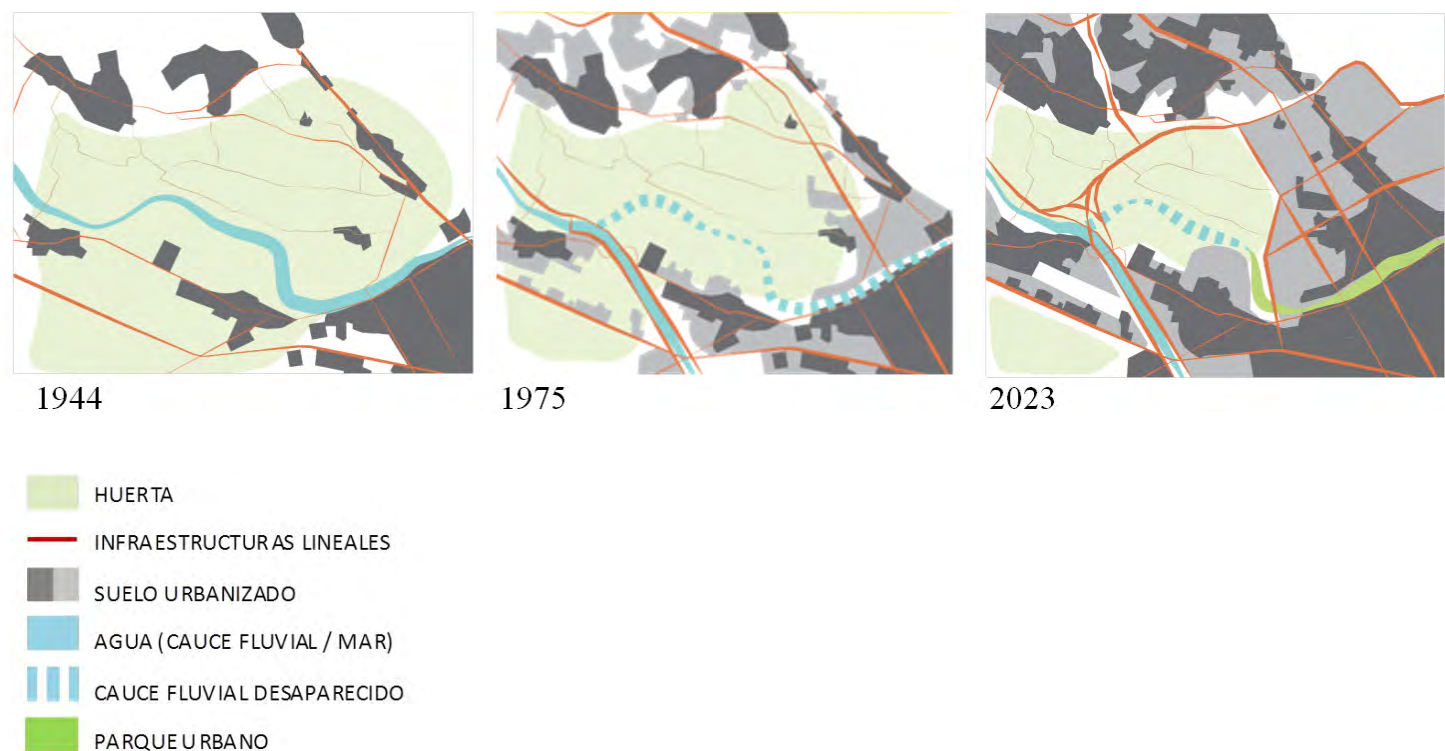 1944
1975
2023
HUERTA
INFRAESTRUCTURAS LINEALES
SUELO URBANIZADO
AGUA (CAUCE FLUVIAL / MAR)
CAUCE FLUVIAL DESAPARECIDO
PARQUE URBANO